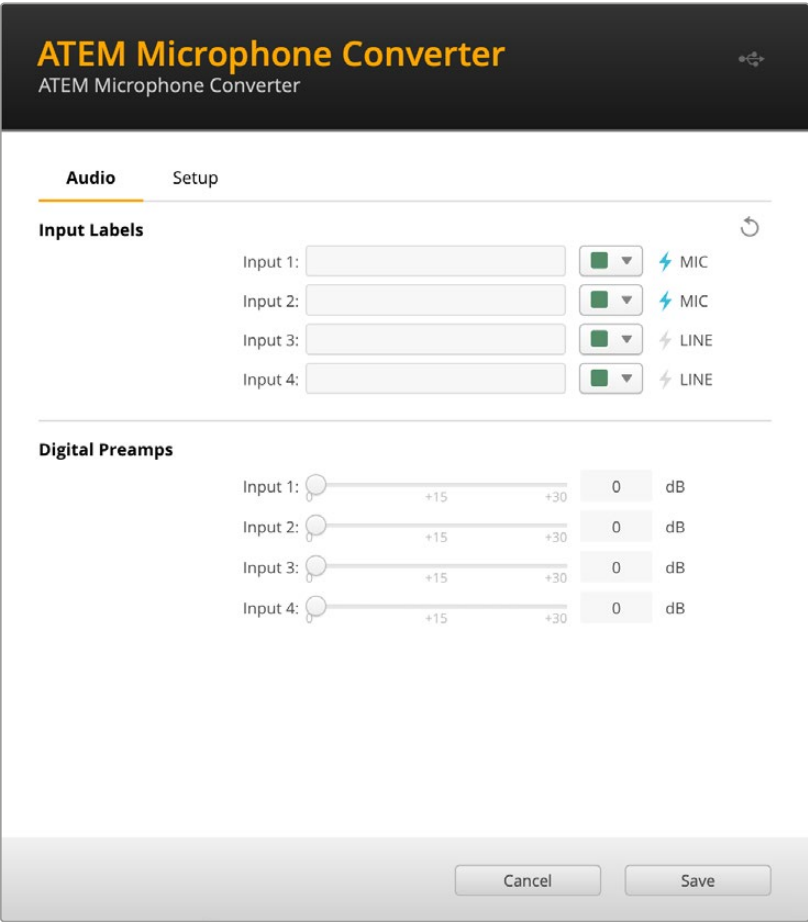 ATEM Microphone Converter
ATEM Microphone Converter
Audio Setup
Input Labels
Input 1: MIC
Input 2: MIC
Input 3: LINE
Input 4: LINE
Digital Preamps
Input 1: 0 dB
0 +15 +30
Input 2: 0 dB
0 +15 +30
Input 3: 0 dB
0 +15 +30
Input 4: 0 dB
0 +15 +30
Cancel Save